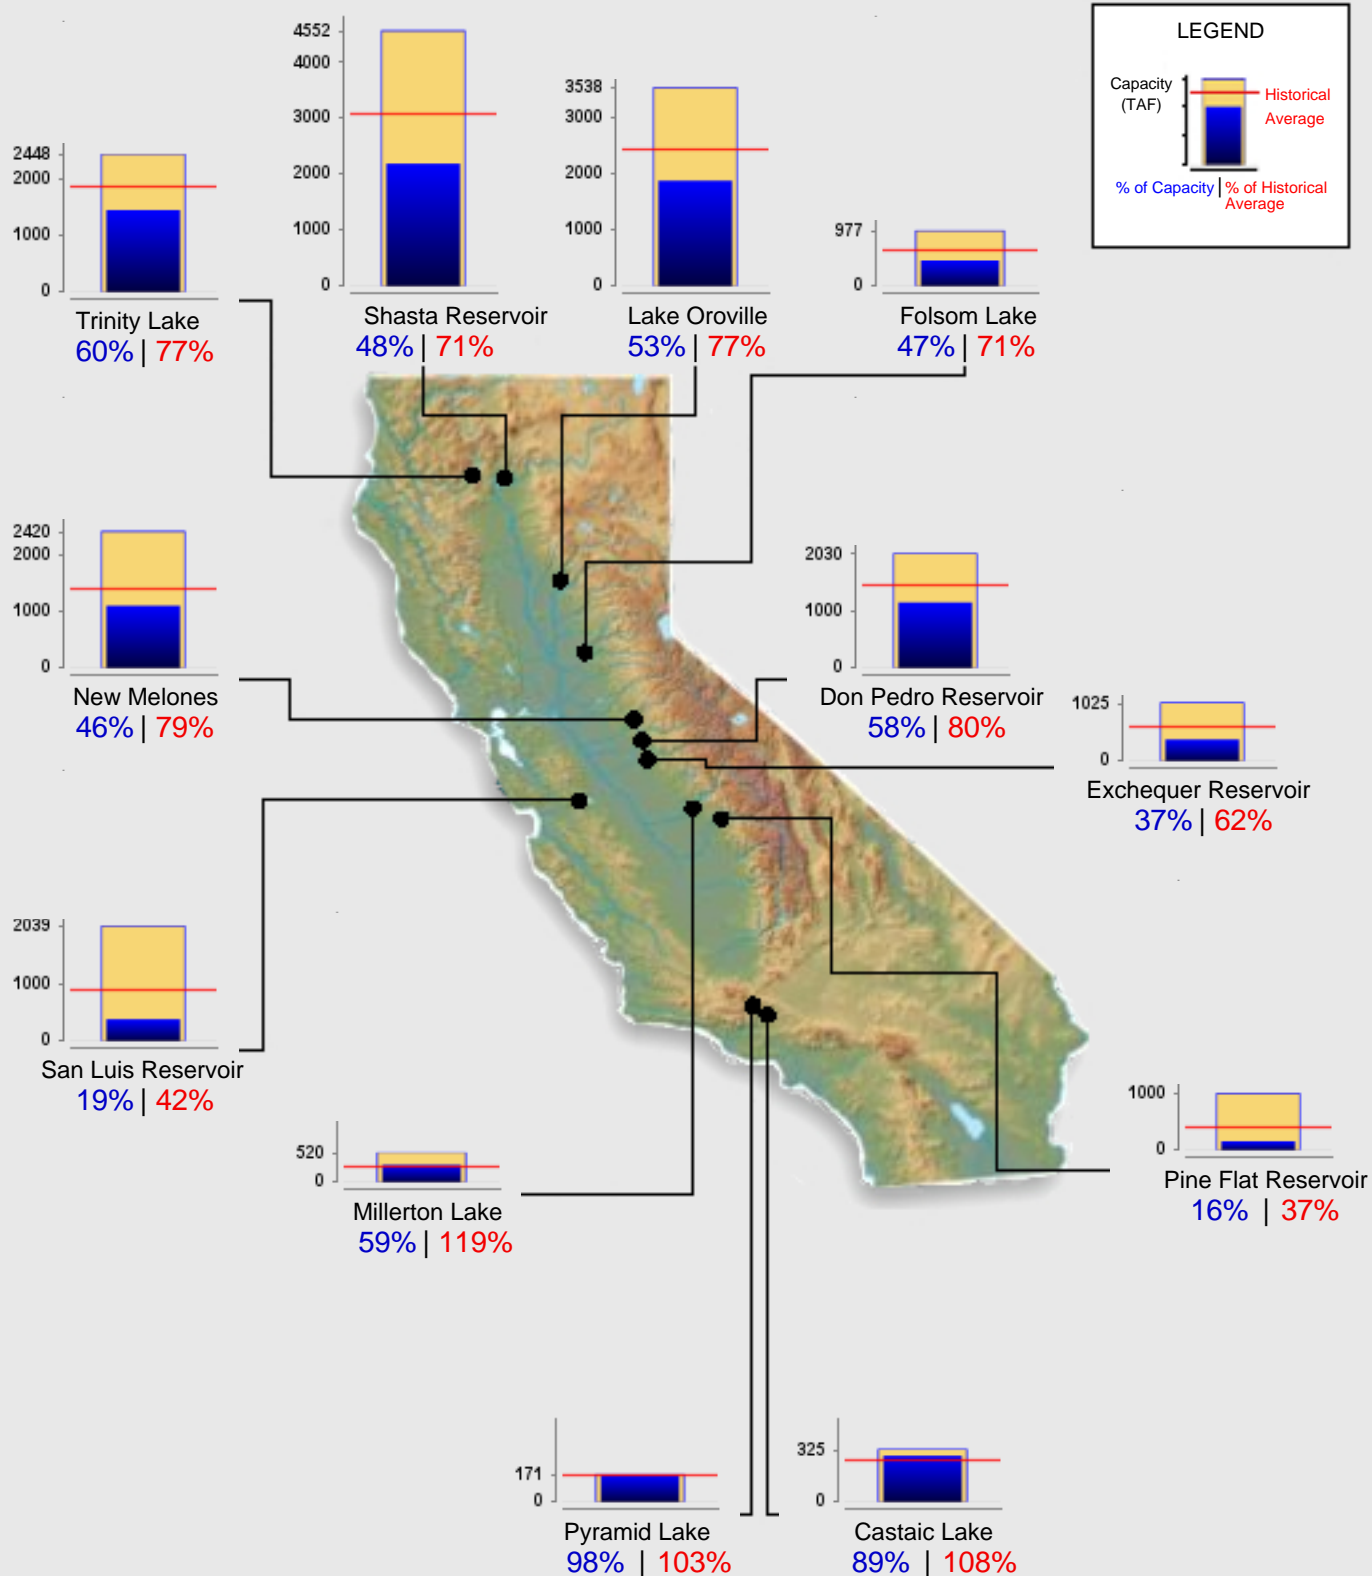 LEGEND
Capacity
(TAF)
Historical
Average
% of Capacity | % of Historical
Average
4552
4000
3000
2000
1000
0
Shasta Reservoir
48% | 71%
3538
3000
2000
1000
0
Lake Oroville
53% | 77%
2448
2000
1000
0
Trinity Lake
60% | 77%
977
0
Folsom Lake
47% | 71%
2420
2000
1000
0
New Melones
46% | 79%
2030
1000
0
Don Pedro Reservoir
58% | 80%
1025
0
Exchequer Reservoir
37% | 62%
2039
1000
0
San Luis Reservoir
19% | 42%
520
0
Millerton Lake
59% | 119%
1000
0
Pine Flat Reservoir
16% | 37%
171
0
Pyramid Lake
98% | 103%
325
0
Castaic Lake
89% | 108%